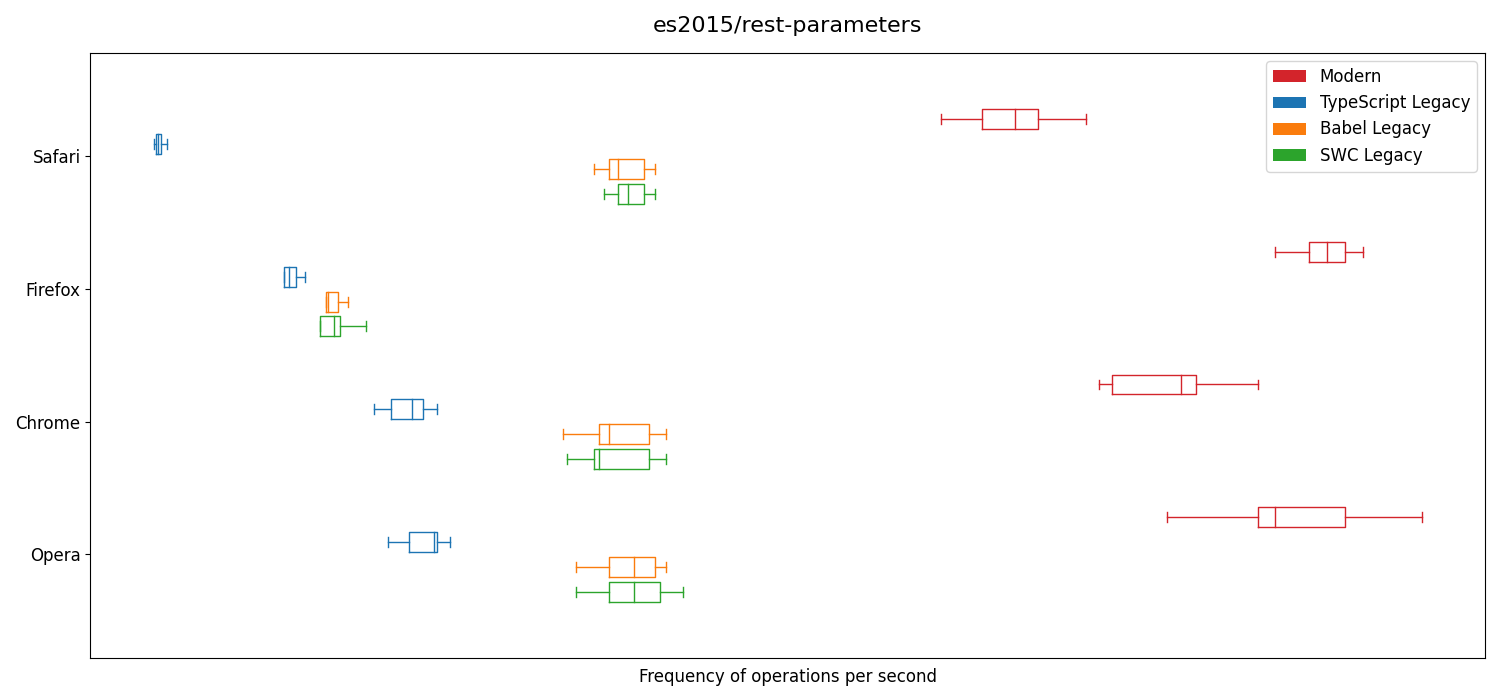 es2015/rest-parameters
Modern
TypeScript Legacy
Babel Legacy
SWC Legacy
Safari
Firefox
Chrome
Opera
Frequency of operations per second